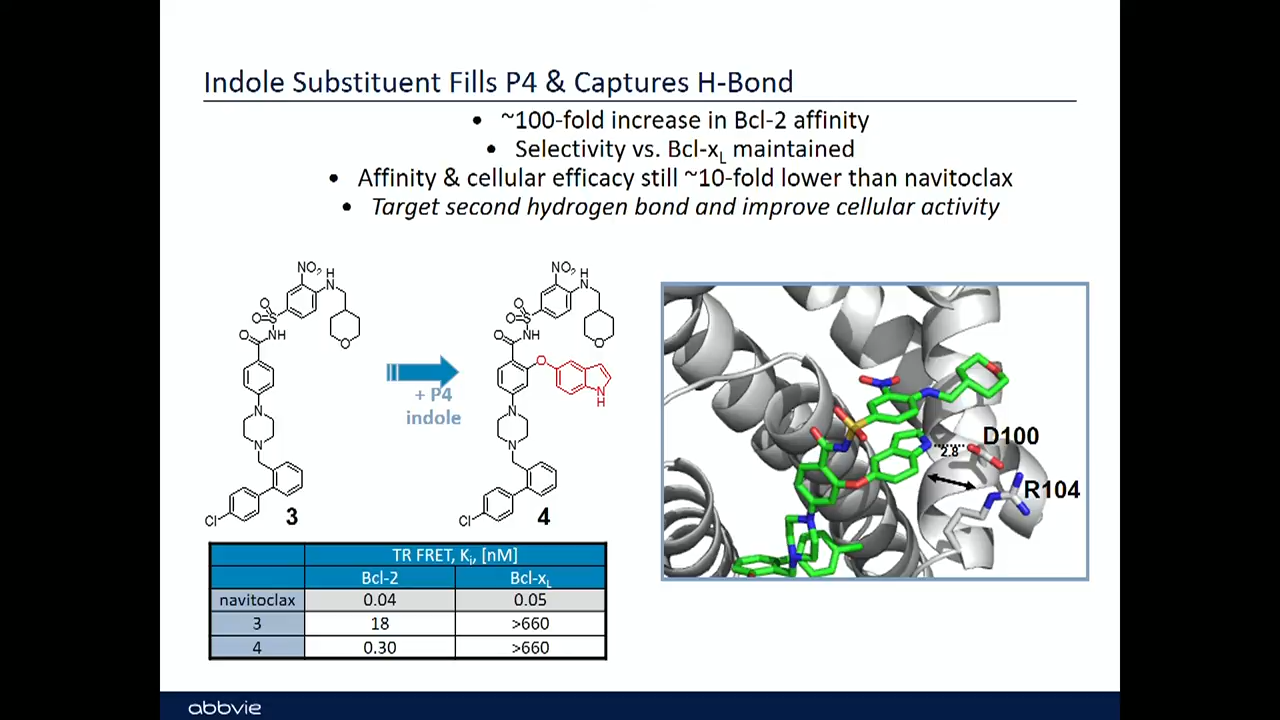 Indole Substituent Fills P4 & Captures H-Bond
• ~100-fold increase in Bcl-2 affinity
• Selectivity vs. Bcl-xL maintained
• Affinity & cellular efficacy still ~10-fold lower than navitoclax
• Target second hydrogen bond and improve cellular activity
NO2
H
N
O
O
S
NH
O
O
N
N
Cl
3
+ P4
indole
NO2
H
N
O
O
S
NH
O
O
O
N
H
N
N
Cl
4
D100
2.8
R104
TR FRET, Ki, [nM]
Bcl-2 Bcl-xL
navitoclax 0.04 0.05
3 18 >660
4 0.30 >660
abbvie